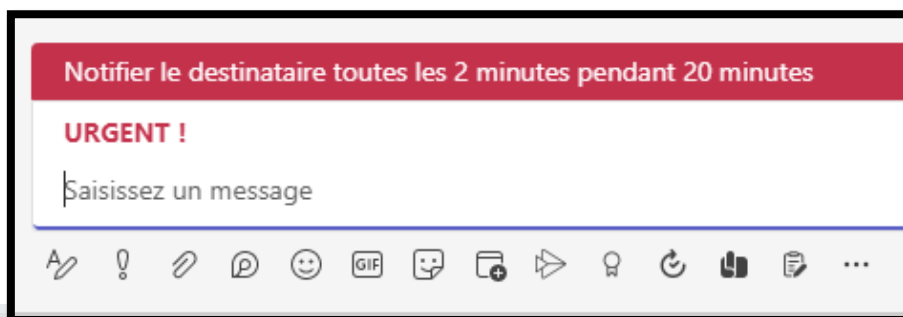 Notifier le destinataire toutes les 2 minutes pendant 20 minutes
URGENT !
Saisissez un message
GIF